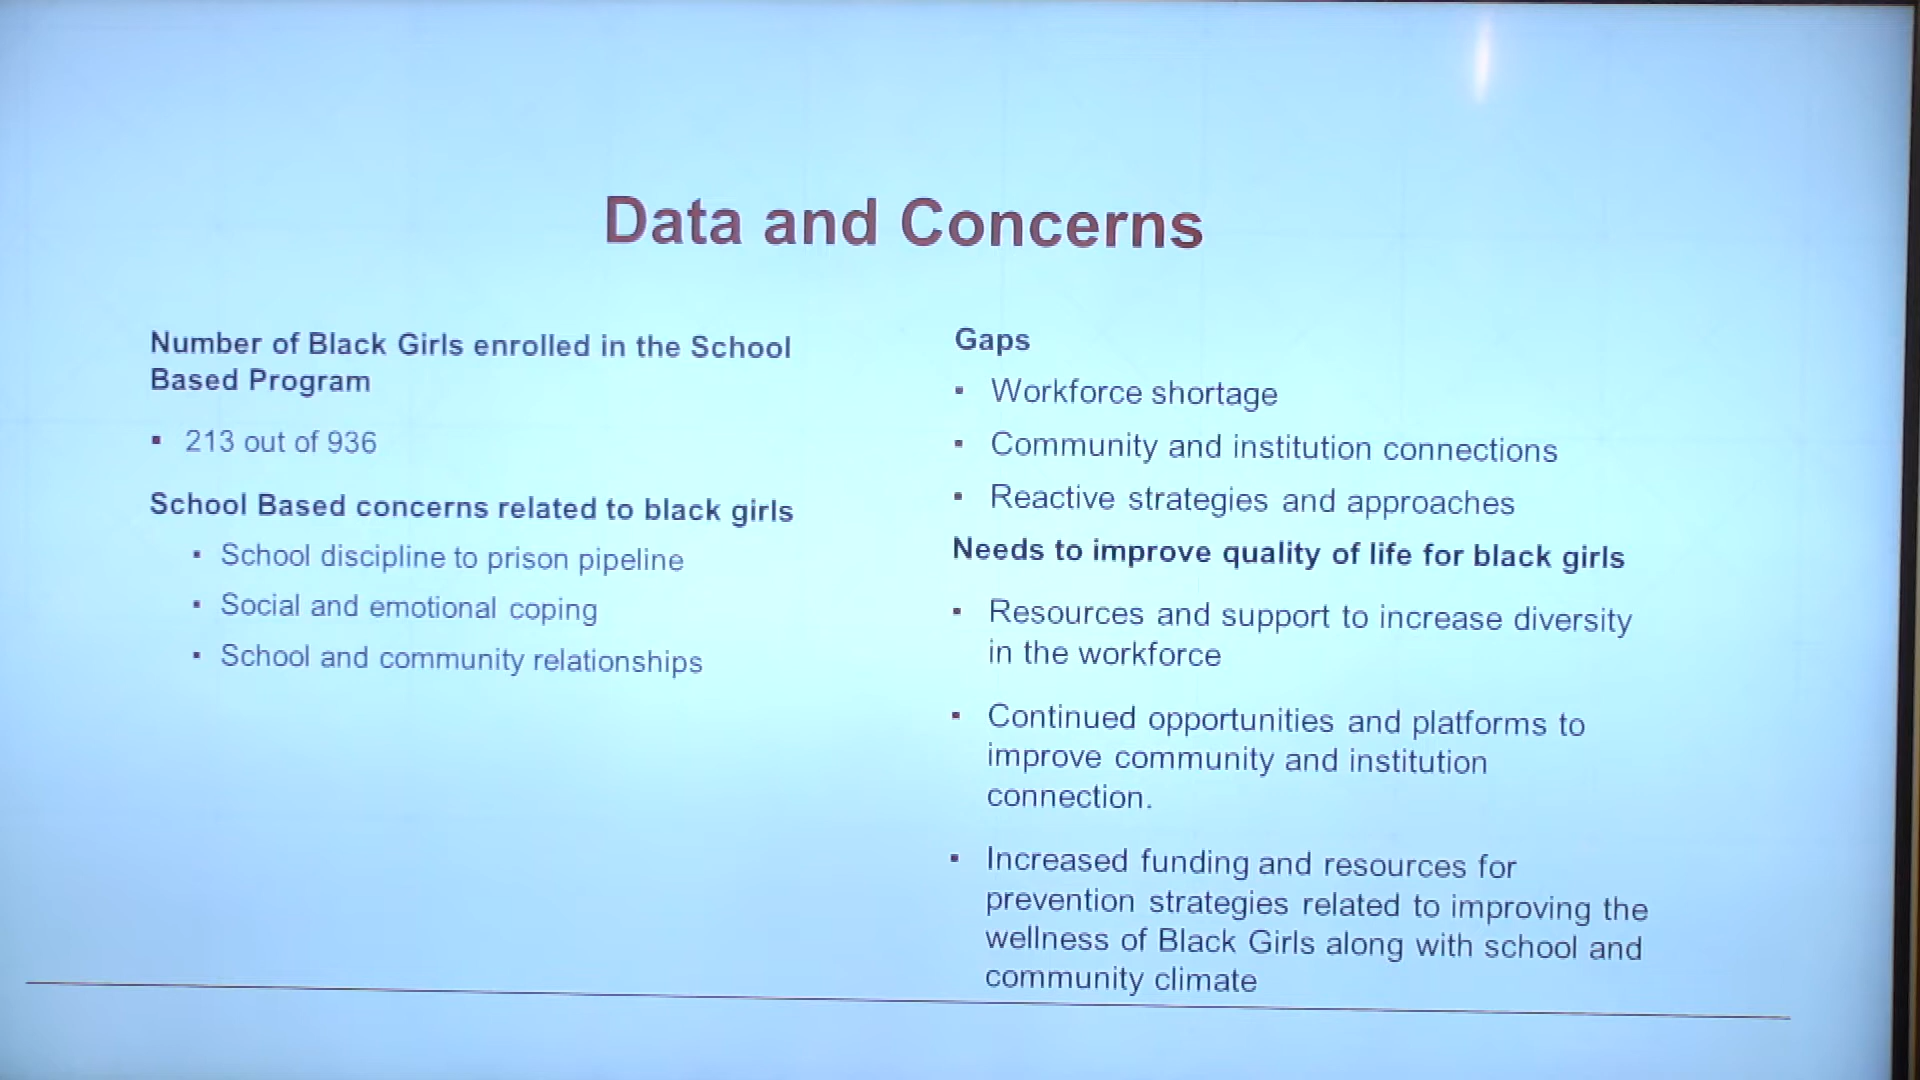 Data and Concerns
Number of Black Girls enrolled in the School
Based Program
▪ 213 out of 936
School Based concerns related to black girls
▪ School discipline to prison pipeline
▪ Social and emotional coping
▪ School and community relationships
Gaps
▪ Workforce shortage
▪ Community and institution connections
▪ Reactive strategies and approaches
Needs to improve quality of life for black girls
▪ Resources and support to increase diversity
in the workforce
▪ Continued opportunities and platforms to
improve community and institution
connection.
▪ Increased funding and resources for
prevention strategies related to improving the
wellness of Black Girls along with school and
community climate